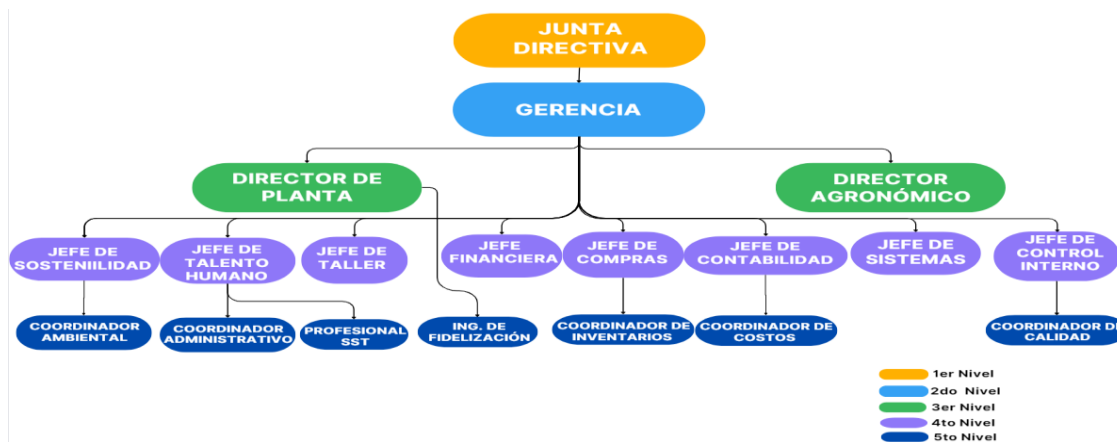 JUNTA
DIRECTIVA
GERENCIA
DIRECTOR DE
PLANTA
DIRECTOR
AGRONÓMICO
JEFE DE
SOSTENIILIDAD
JEFE DE
TALENTO
HUMANO
JEFE DE
TALLER
JEFE
FINANCIERA
JEFE DE
COMPRAS
JEFE DE
CONTABILIDAD
JEFE DE
SISTEMAS
JEFE DE
CONTROL
INTERNO
COORDINADOR
AMBIENTAL
COORDINADOR
ADMINISTRATIVO
PROFESIONAL
SST
ING. DE
FIDELIZACIÓN
COORDINADOR DE
INVENTARIOS
COORDINADOR DE
COSTOS
COORDINADOR DE
CALIDAD
1er Nivel
2do Nivel
3er Nivel
4to Nivel
5to Nivel